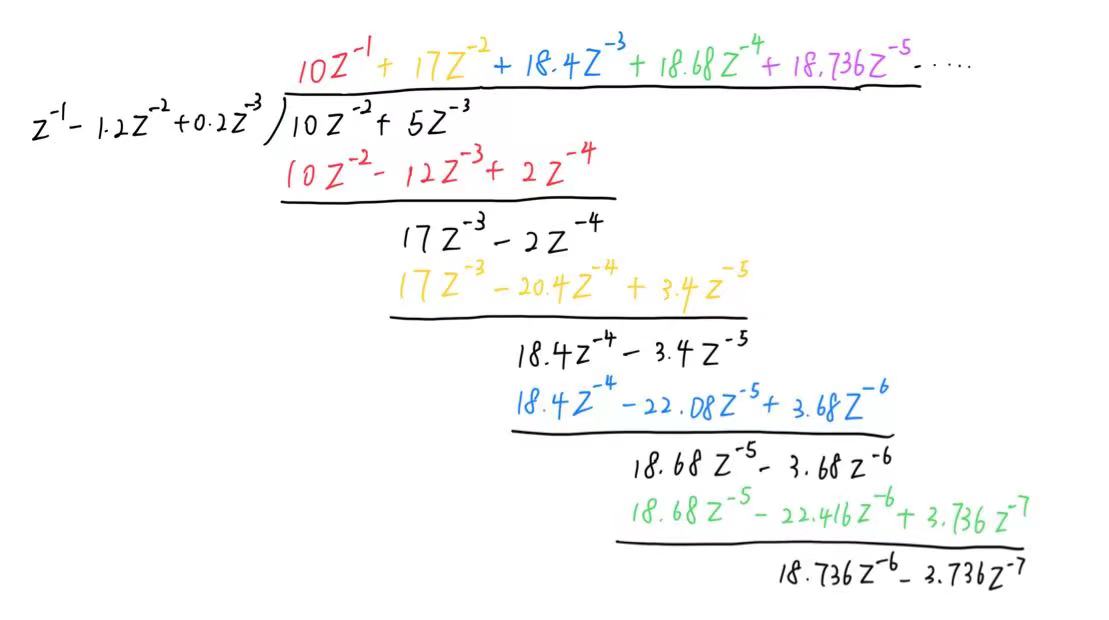 10Z⁻¹ + 17Z⁻² + 18.4Z⁻³ + 18.68Z⁻⁴ + 18.736Z⁻⁵ ......
Z⁻¹ - 1.2Z⁻² + 0.2Z⁻³ ) 10Z⁻² + 5Z⁻³
10Z⁻² - 12Z⁻³ + 2Z⁻⁴
17Z⁻³ - 2Z⁻⁴
17Z⁻³ - 20.4Z⁻⁴ + 3.4Z⁻⁵
18.4Z⁻⁴ - 3.4Z⁻⁵
18.4Z⁻⁴ - 22.08Z⁻⁵ + 3.68Z⁻⁶
18.68Z⁻⁵ - 3.68Z⁻⁶
18.68Z⁻⁵ - 22.416Z⁻⁶ + 3.736Z⁻⁷
18.736Z⁻⁶ - 3.736Z⁻⁷